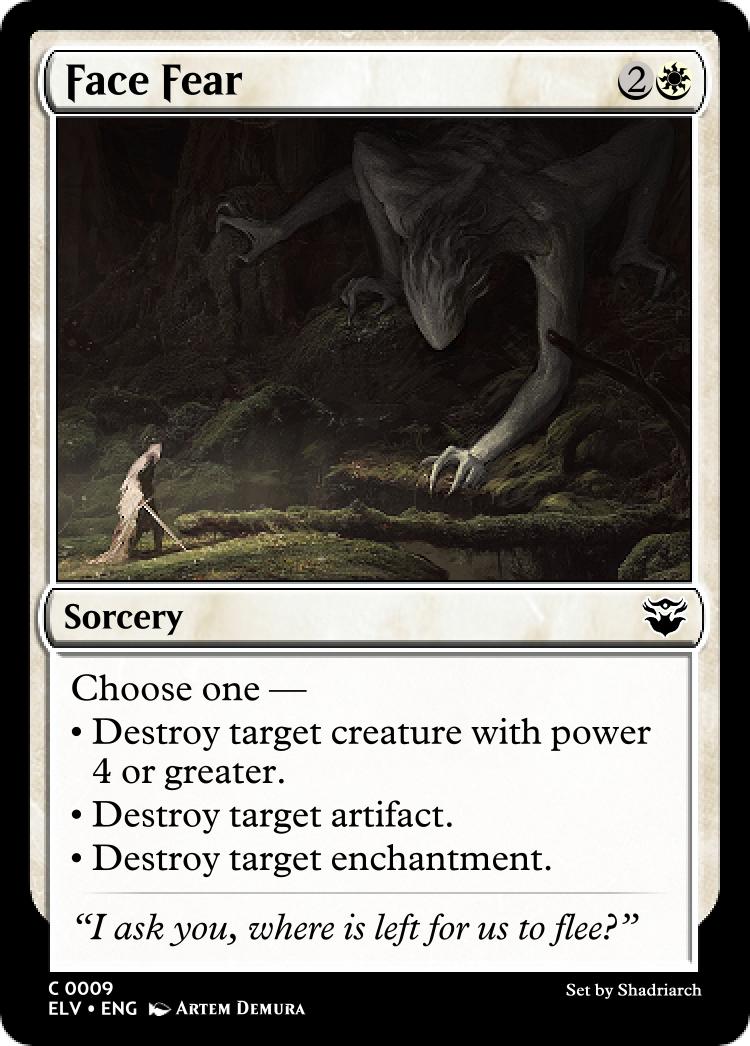 Face Fear 2
Sorcery
Choose one —
• Destroy target creature with power
4 or greater.
• Destroy target artifact.
• Destroy target enchantment.
“I ask you, where is left for us to flee?”
C 0009
ELV • ENG Artem Demura
Set by Shadriarch